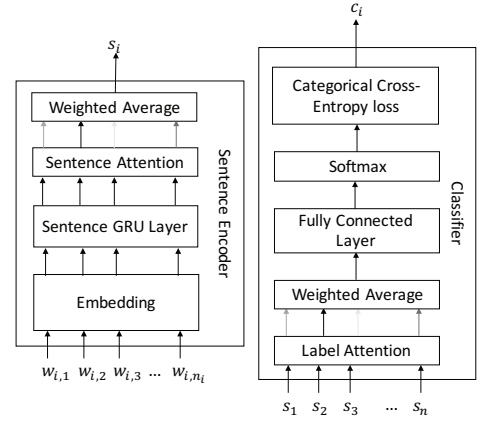 s_i
Weighted Average
Sentence Attention
Sentence GRU Layer
Embedding
w_{i,1} w_{i,2} w_{i,3} ... w_{i,n_i}
Sentence Encoder
c_i
Categorical Cross-
Entropy loss
Softmax
Fully Connected
Layer
Weighted Average
Label Attention
s_1 s_2 s_3 ... s_n
Classifier